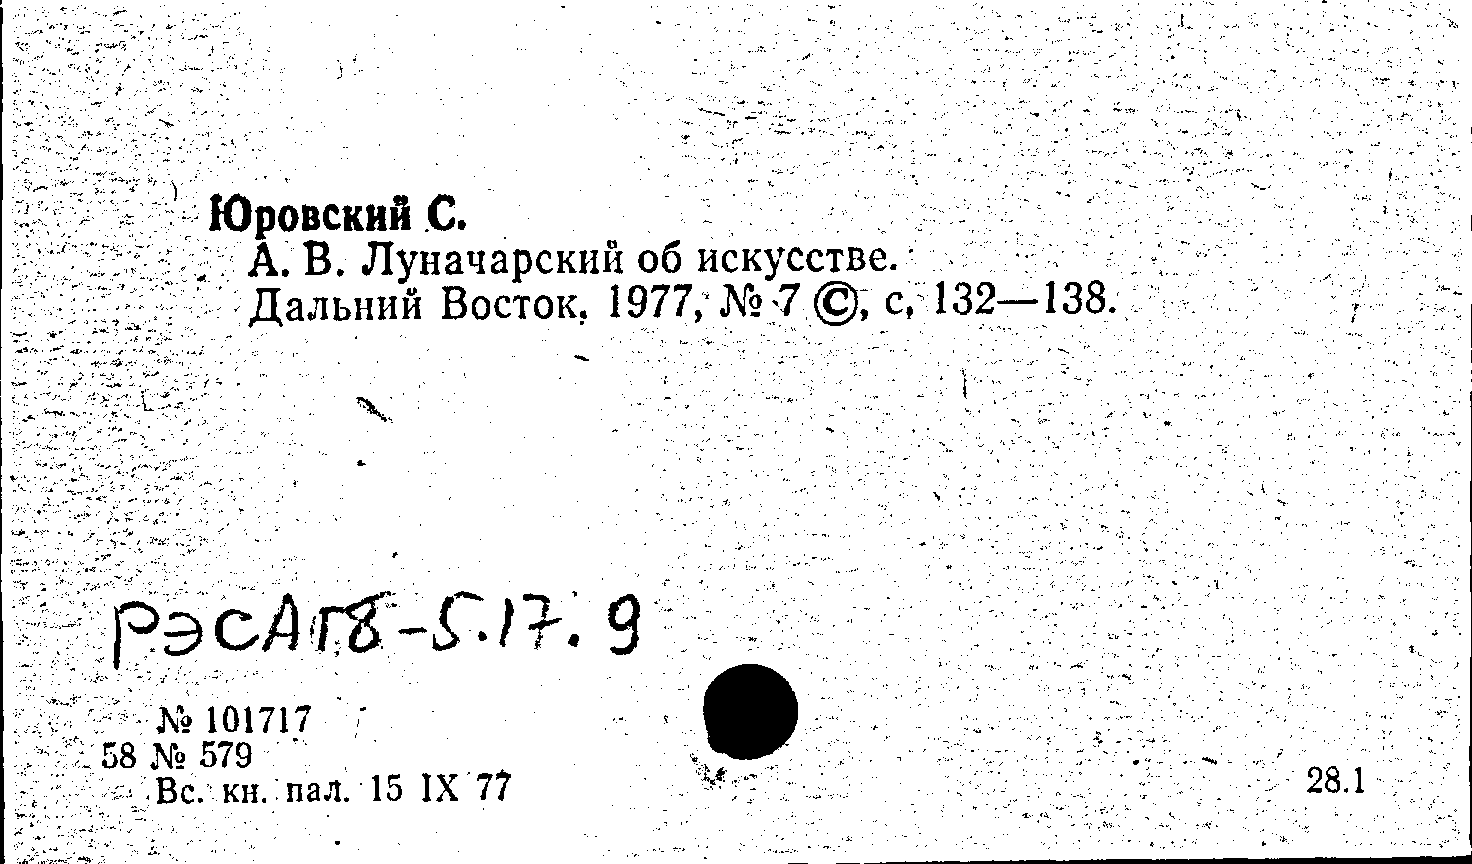 Юровский С.
А. В. Луначарский об искусстве.
Дальний Восток, 1977, № 7 ©, с. 132—138.
РЭСАГ8-5.17.9
№ 101717
58 № 579
Вс. кн. пал. 15 IX 77
28.1